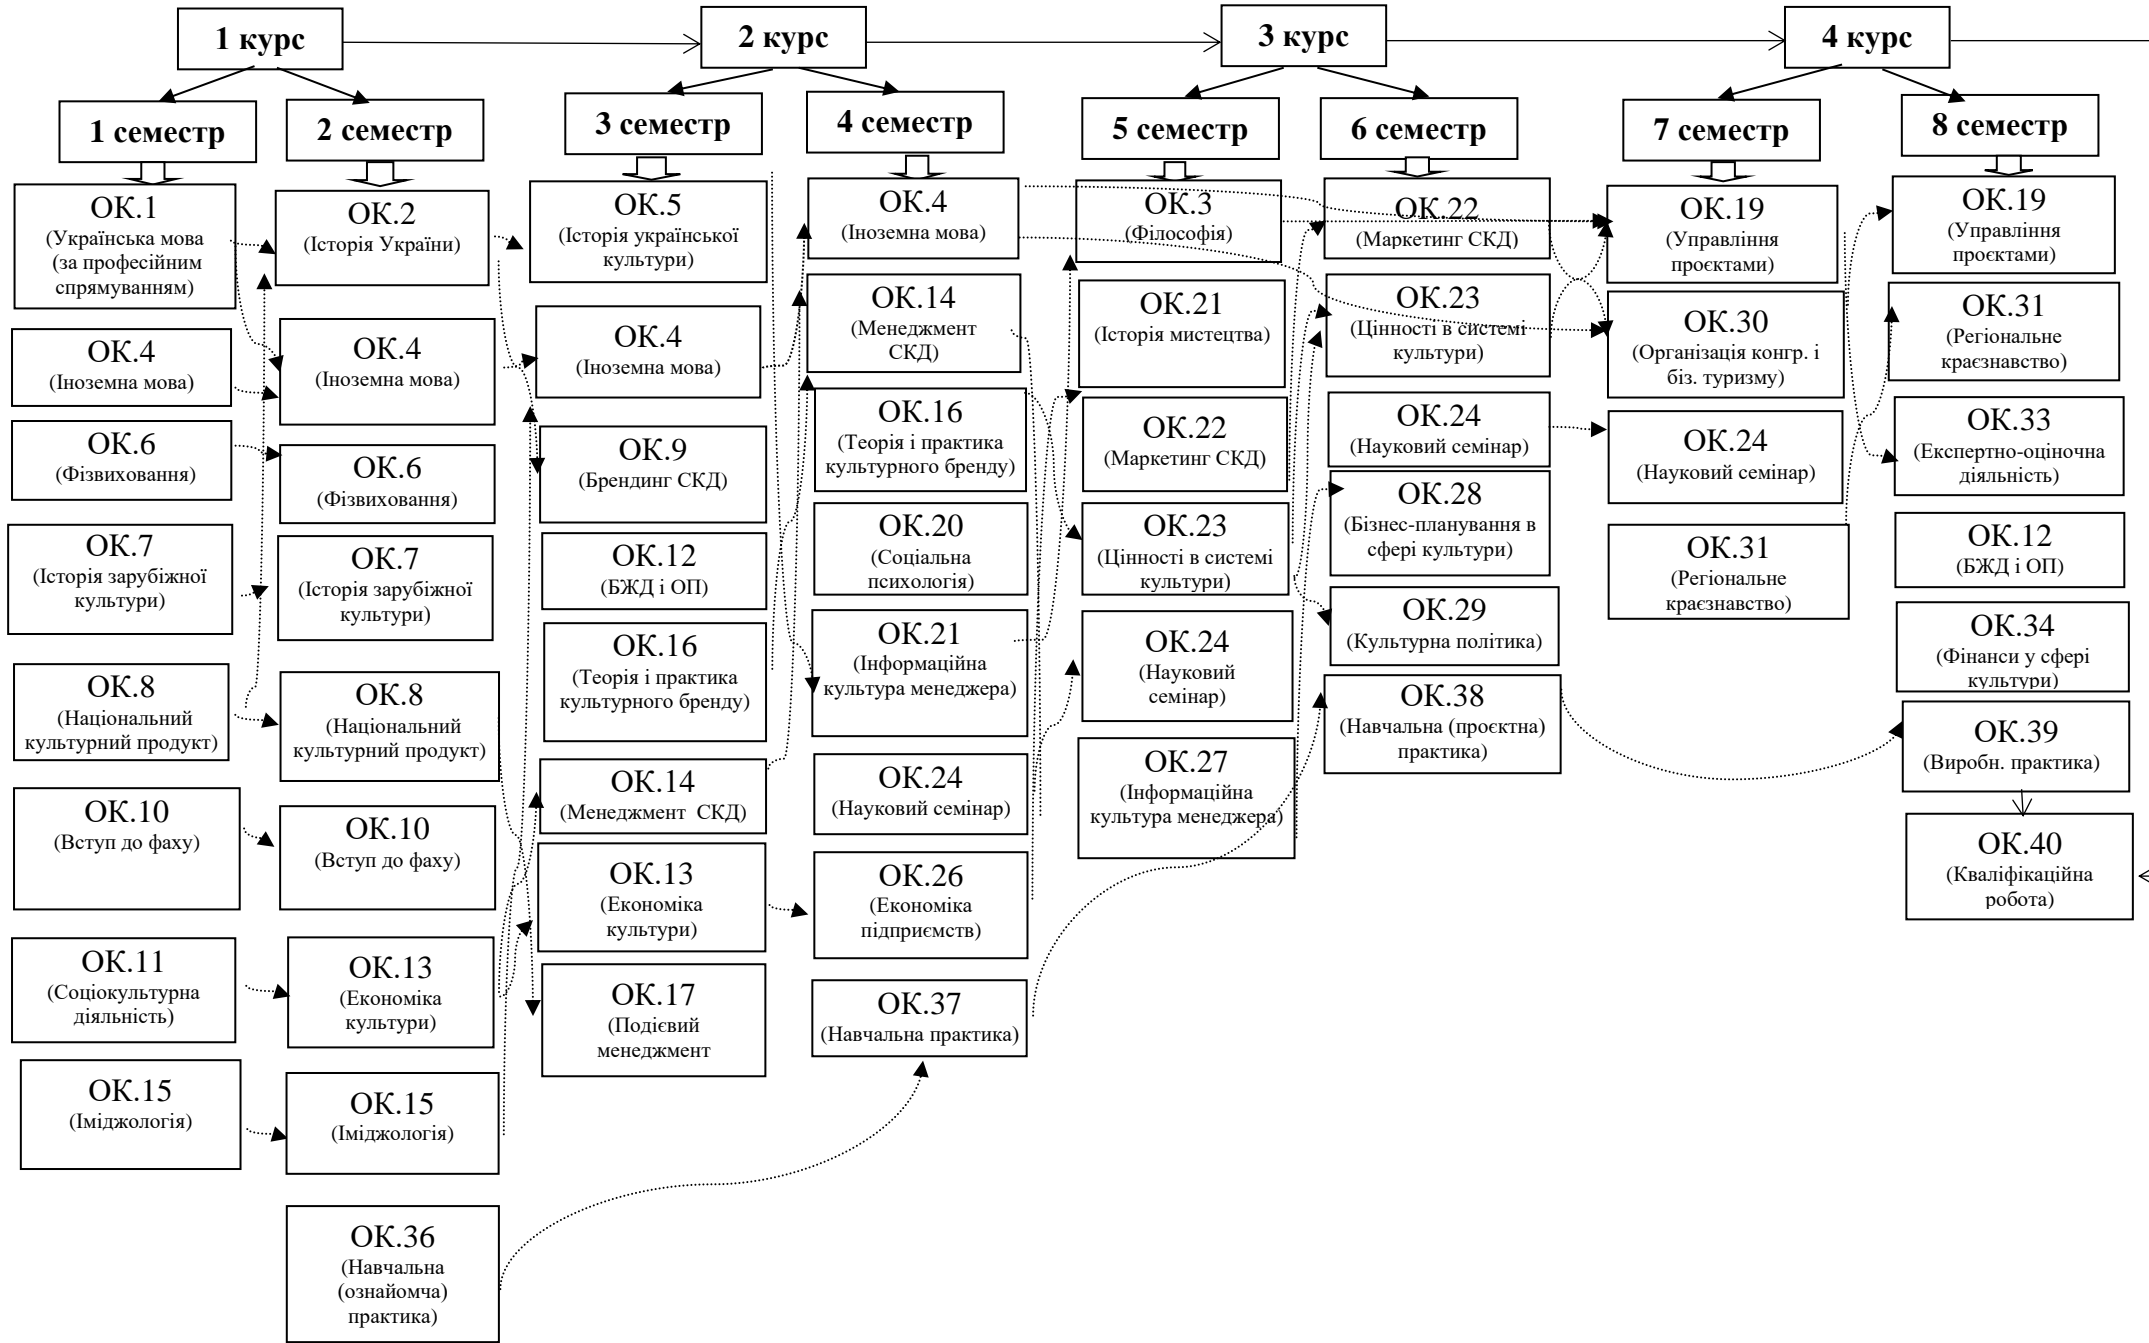 1 курс
2 курс
3 курс
4 курс
1 семестр
2 семестр
3 семестр
4 семестр
5 семестр
6 семестр
7 семестр
8 семестр
ОК.1
(Українська мова
(за професійним
спрямуванням)
ОК.4
(Іноземна мова)
ОК.6
(Фізвиховання)
ОК.7
(Історія зарубіжної
культури)
ОК.8
(Національний
культурний продукт)
ОК.10
(Вступ до фаху)
ОК.11
(Соціокультурна
діяльність)
ОК.15
(Іміджологія)
ОК.2
(Історія України)
ОК.4
(Іноземна мова)
ОК.6
(Фізвиховання)
ОК.7
(Історія зарубіжної
культури)
ОК.8
(Національний
культурний продукт)
ОК.10
(Вступ до фаху)
ОК.13
(Економіка
культури)
ОК.15
(Іміджологія)
ОК.36
(Навчальна
(ознайомча)
практика)
ОК.5
(Історія української
культури)
ОК.4
(Іноземна мова)
ОК.9
(Брендинг СКД)
ОК.12
(БЖД і ОП)
ОК.16
(Теорія і практика
культурного бренду)
ОК.14
(Менеджмент СКД)
ОК.13
(Економіка
культури)
ОК.17
(Подієвий
менеджмент
ОК.4
(Іноземна мова)
ОК.14
(Менеджмент
СКД)
ОК.16
(Теорія і практика
культурного бренду)
ОК.20
(Соціальна
психологія)
ОК.21
(Інформаційна
культура менеджера)
ОК.24
(Науковий семінар)
ОК.26
(Економіка
підприємств)
ОК.37
(Навчальна практика)
ОК.3
(Філософія)
ОК.21
(Історія мистецтва)
ОК.22
(Маркетинг СКД)
ОК.23
(Цінності в системі
культури)
ОК.24
(Науковий
семінар)
ОК.27
(Інформаційна
культура менеджера)
ОК.22
(Маркетинг СКД)
ОК.23
(Цінності в системі
культури)
ОК.24
(Науковий семінар)
ОК.28
(Бізнес-планування в
сфері культури)
ОК.29
(Культурна політика)
ОК.38
(Навчальна (проєктна)
практика)
ОК.19
(Управління
проєктами)
ОК.30
(Організація конгр. і
біз. туризму)
ОК.24
(Науковий семінар)
ОК.31
(Регіональне
краєзнавство)
ОК.19
(Управління
проєктами)
ОК.31
(Регіональне
краєзнавство)
ОК.33
(Експертно-оціночна
діяльність)
ОК.12
(БЖД і ОП)
ОК.34
(Фінанси у сфері
культури)
ОК.39
(Виробн. практика)
ОК.40
(Кваліфікаційна
робота)